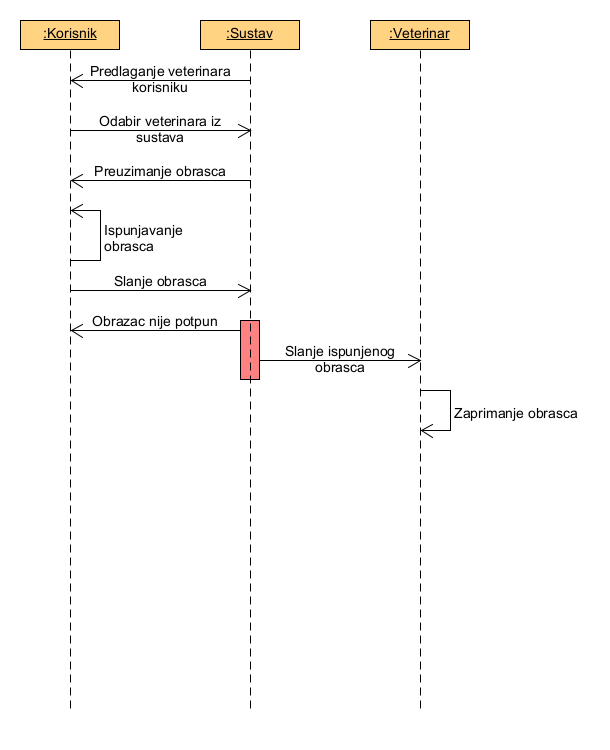 :Korisnik
:Sustav
:Veterinar
Predlaganje veterinara
korisniku
Odabir veterinara iz
sustava
Preuzimanje obrasca
Ispunjavanje
obrasca
Slanje obrasca
Obrazac nije potpun
Slanje ispunjenog
obrasca
Zaprimanje obrasca